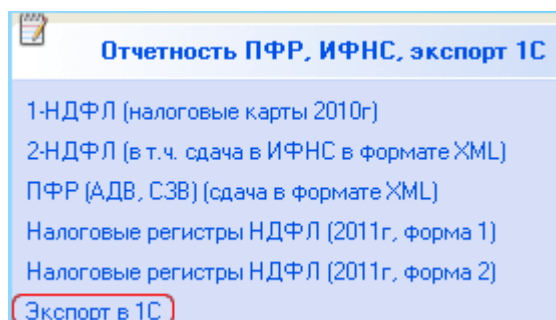 Отчетность ПФР, ИФНС, экспорт 1С
1-НДФЛ (налоговые карты 2010г)
2-НДФЛ (в т.ч. сдача в ИФНС в формате XML)
ПФР (АДВ, СЗВ) (сдача в формате XML)
Налоговые регистры НДФЛ (2011г, форма 1)
Налоговые регистры НДФЛ (2011г, форма 2)
Экспорт в 1С